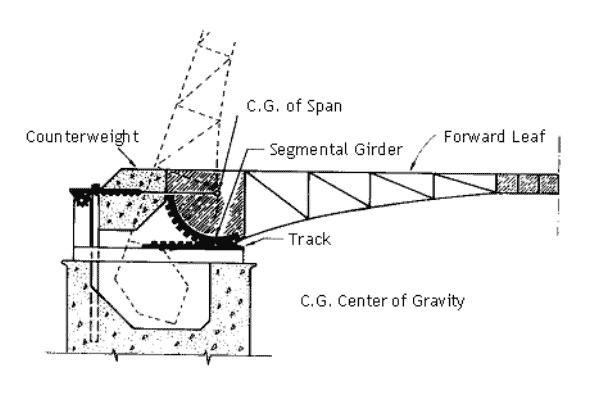 C.G. of Span
Counterweight
Segmental Girder
Forward Leaf
Track
C.G. Center of Gravity